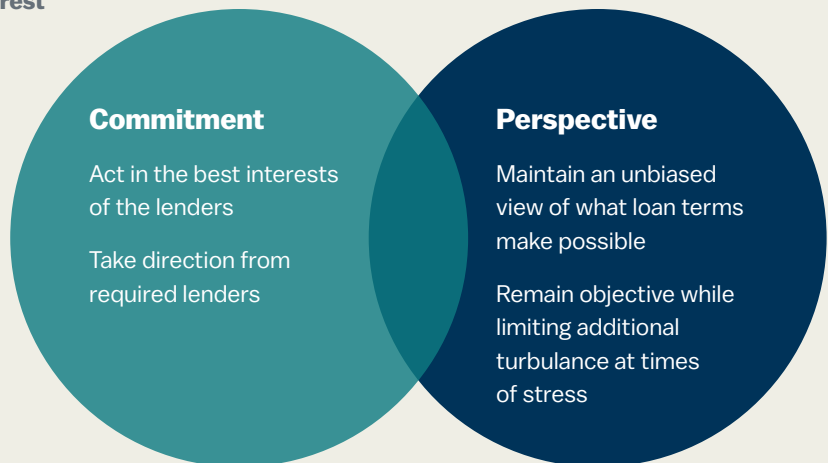 rest
Commitment
Act in the best interests
of the lenders
Take direction from
required lenders
Perspective
Maintain an unbiased
view of what loan terms
make possible
Remain objective while
limiting additional
turbulance at times
of stress